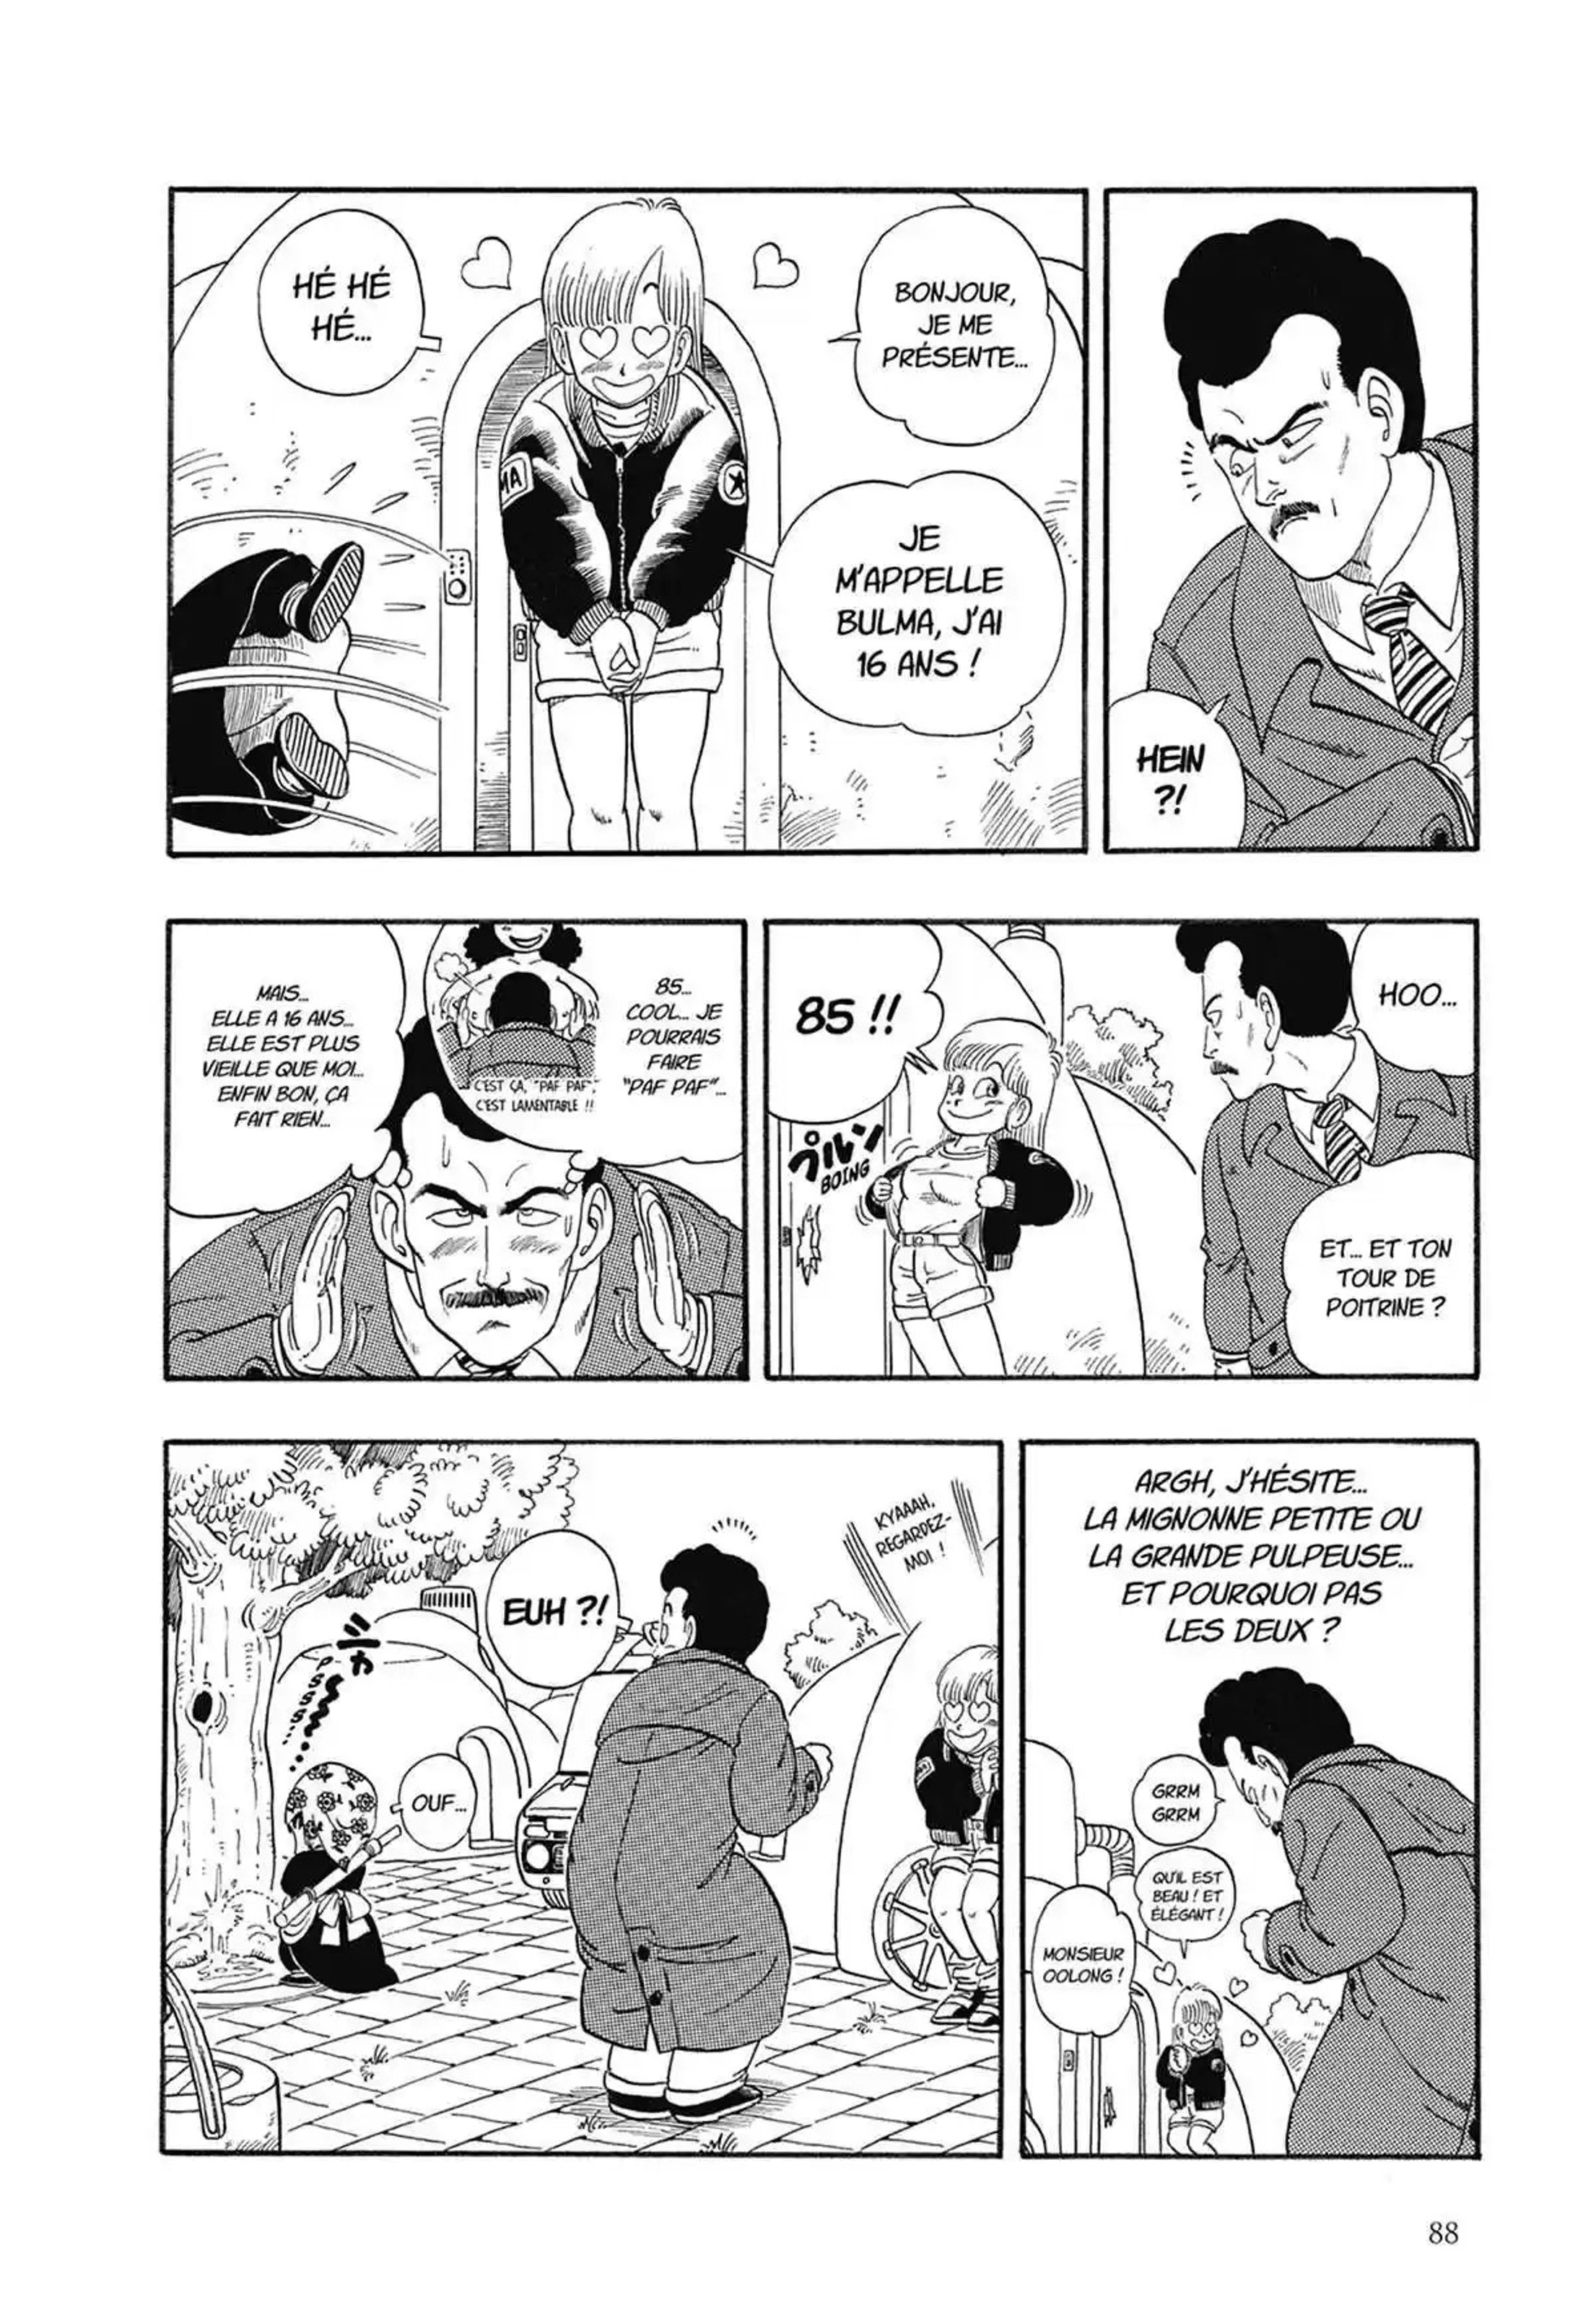 HEIN
?!
BONJOUR,
JE ME
PRÉSENTE...
JE
M'APPELLE
BULMA, J'AI
16 ANS !
HÉ HÉ
HÉ...
MA
HOO...
ET... ET TON
TOUR DE
POITRINE ?
85 !!
プルン
BOING
85...
COOL... JE
POURRAIS
FAIRE
"PAF PAF"...
C'EST ÇA, "PAF PAF",
C'EST LAMENTABLE !!
MAIS...
ELLE A 16 ANS...
ELLE EST PLUS
VIEILLE QUE MOI...
ENFIN BON, ÇA
FAIT RIEN...
ARGH, J'HÉSITE...
LA MIGNONNE PETITE OU
LA GRANDE PULPEUSE...
ET POURQUOI PAS
LES DEUX ?
GRRM
GRRM
QU'IL EST
BEAU ! ET
ÉLÉGANT !
MONSIEUR
OOLONG !
KYAAAH,
REGARDEZ-
MOI !
EUH ?!
シャ〜〜...
PSSSS...
OUF...
88